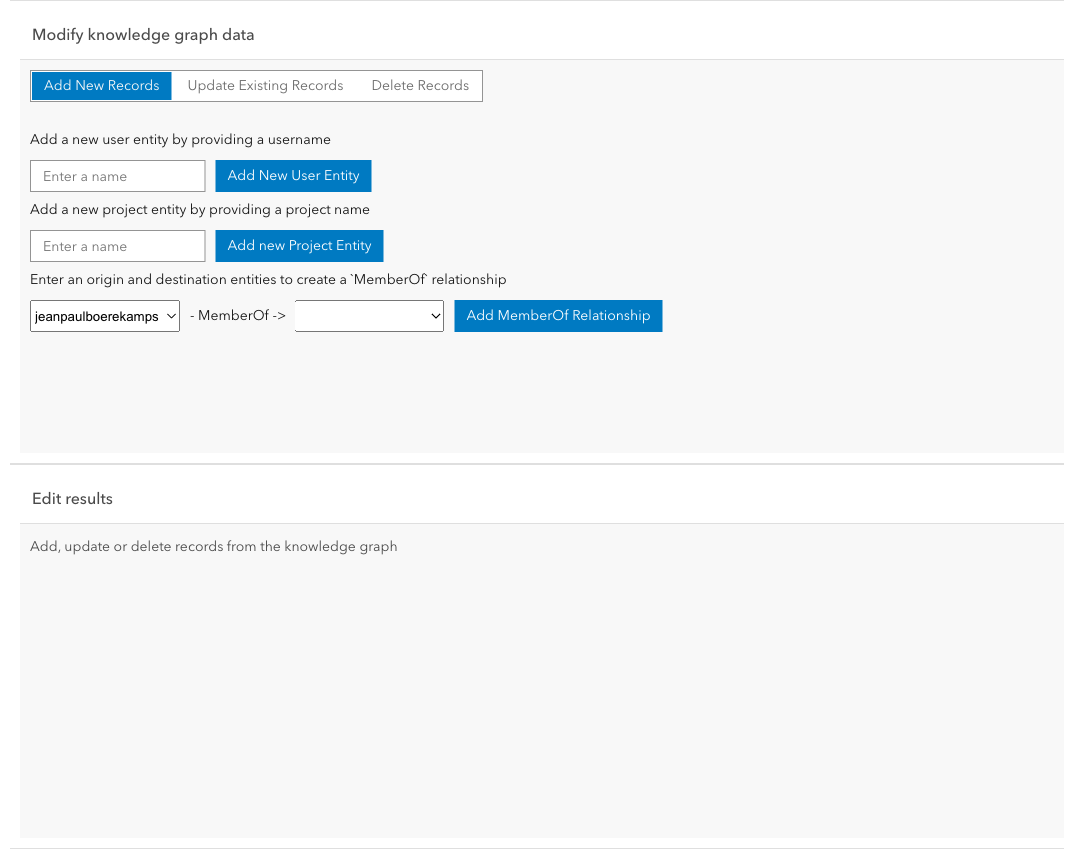 Modify knowledge graph data
Add New Records Update Existing Records Delete Records
Add a new user entity by providing a username
Enter a name Add New User Entity
Add a new project entity by providing a project name
Enter a name Add new Project Entity
Enter an origin and destination entities to create a `MemberOf` relationship
jeanpaulboerekamps - MemberOf -> Add MemberOf Relationship
Edit results
Add, update or delete records from the knowledge graph